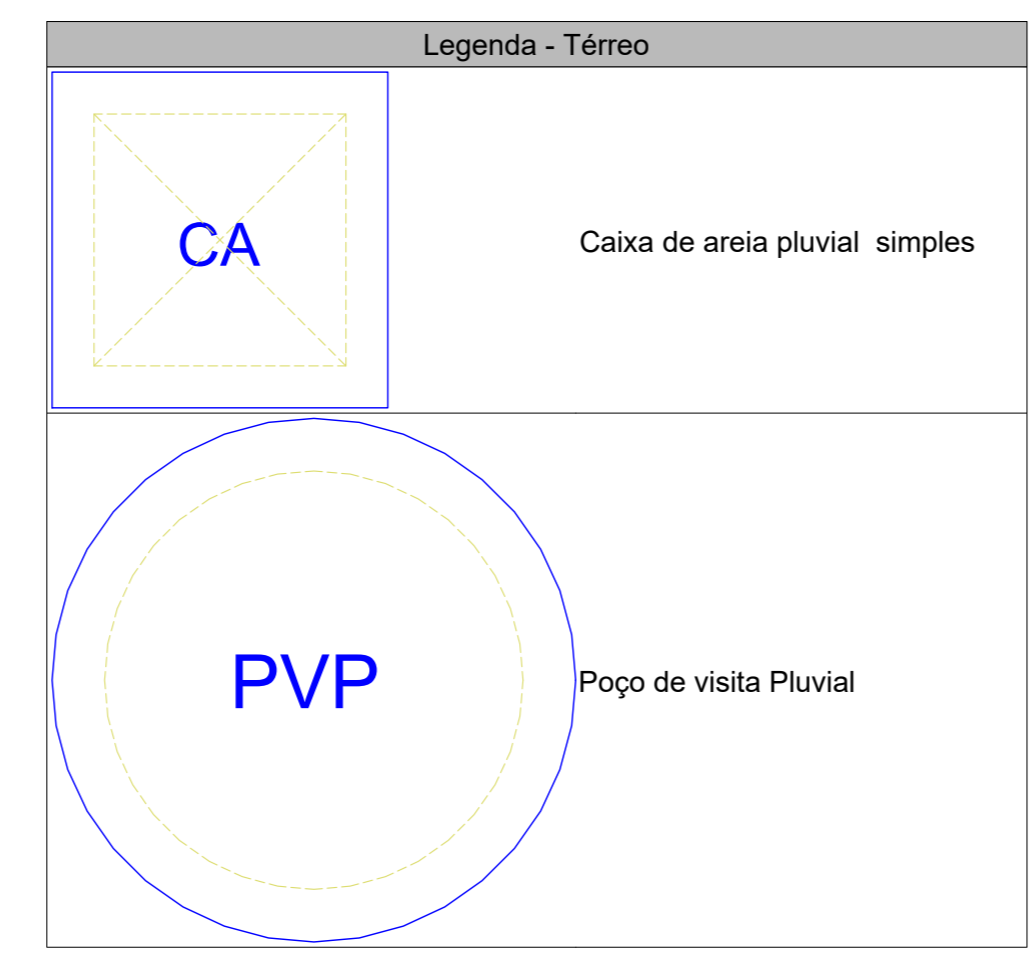 Legenda - Térreo
CA
Caixa de areia pluvial  simples
PVP
Poço de visita Pluvial